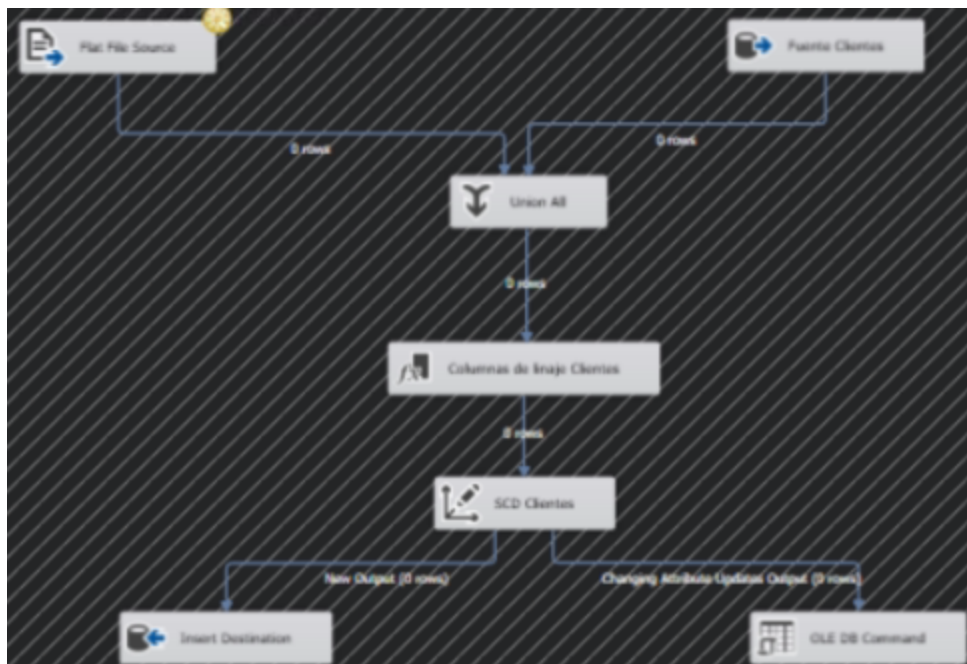 Flat File Source
Fuente Clientes
0 rows
0 rows
Union All
0 rows
fx
Columnas de linaje Clientes
0 rows
SCD Clientes
New Output (0 rows)
Changing Attribute Updates Output (0 rows)
Insert Destination
OLE DB Command